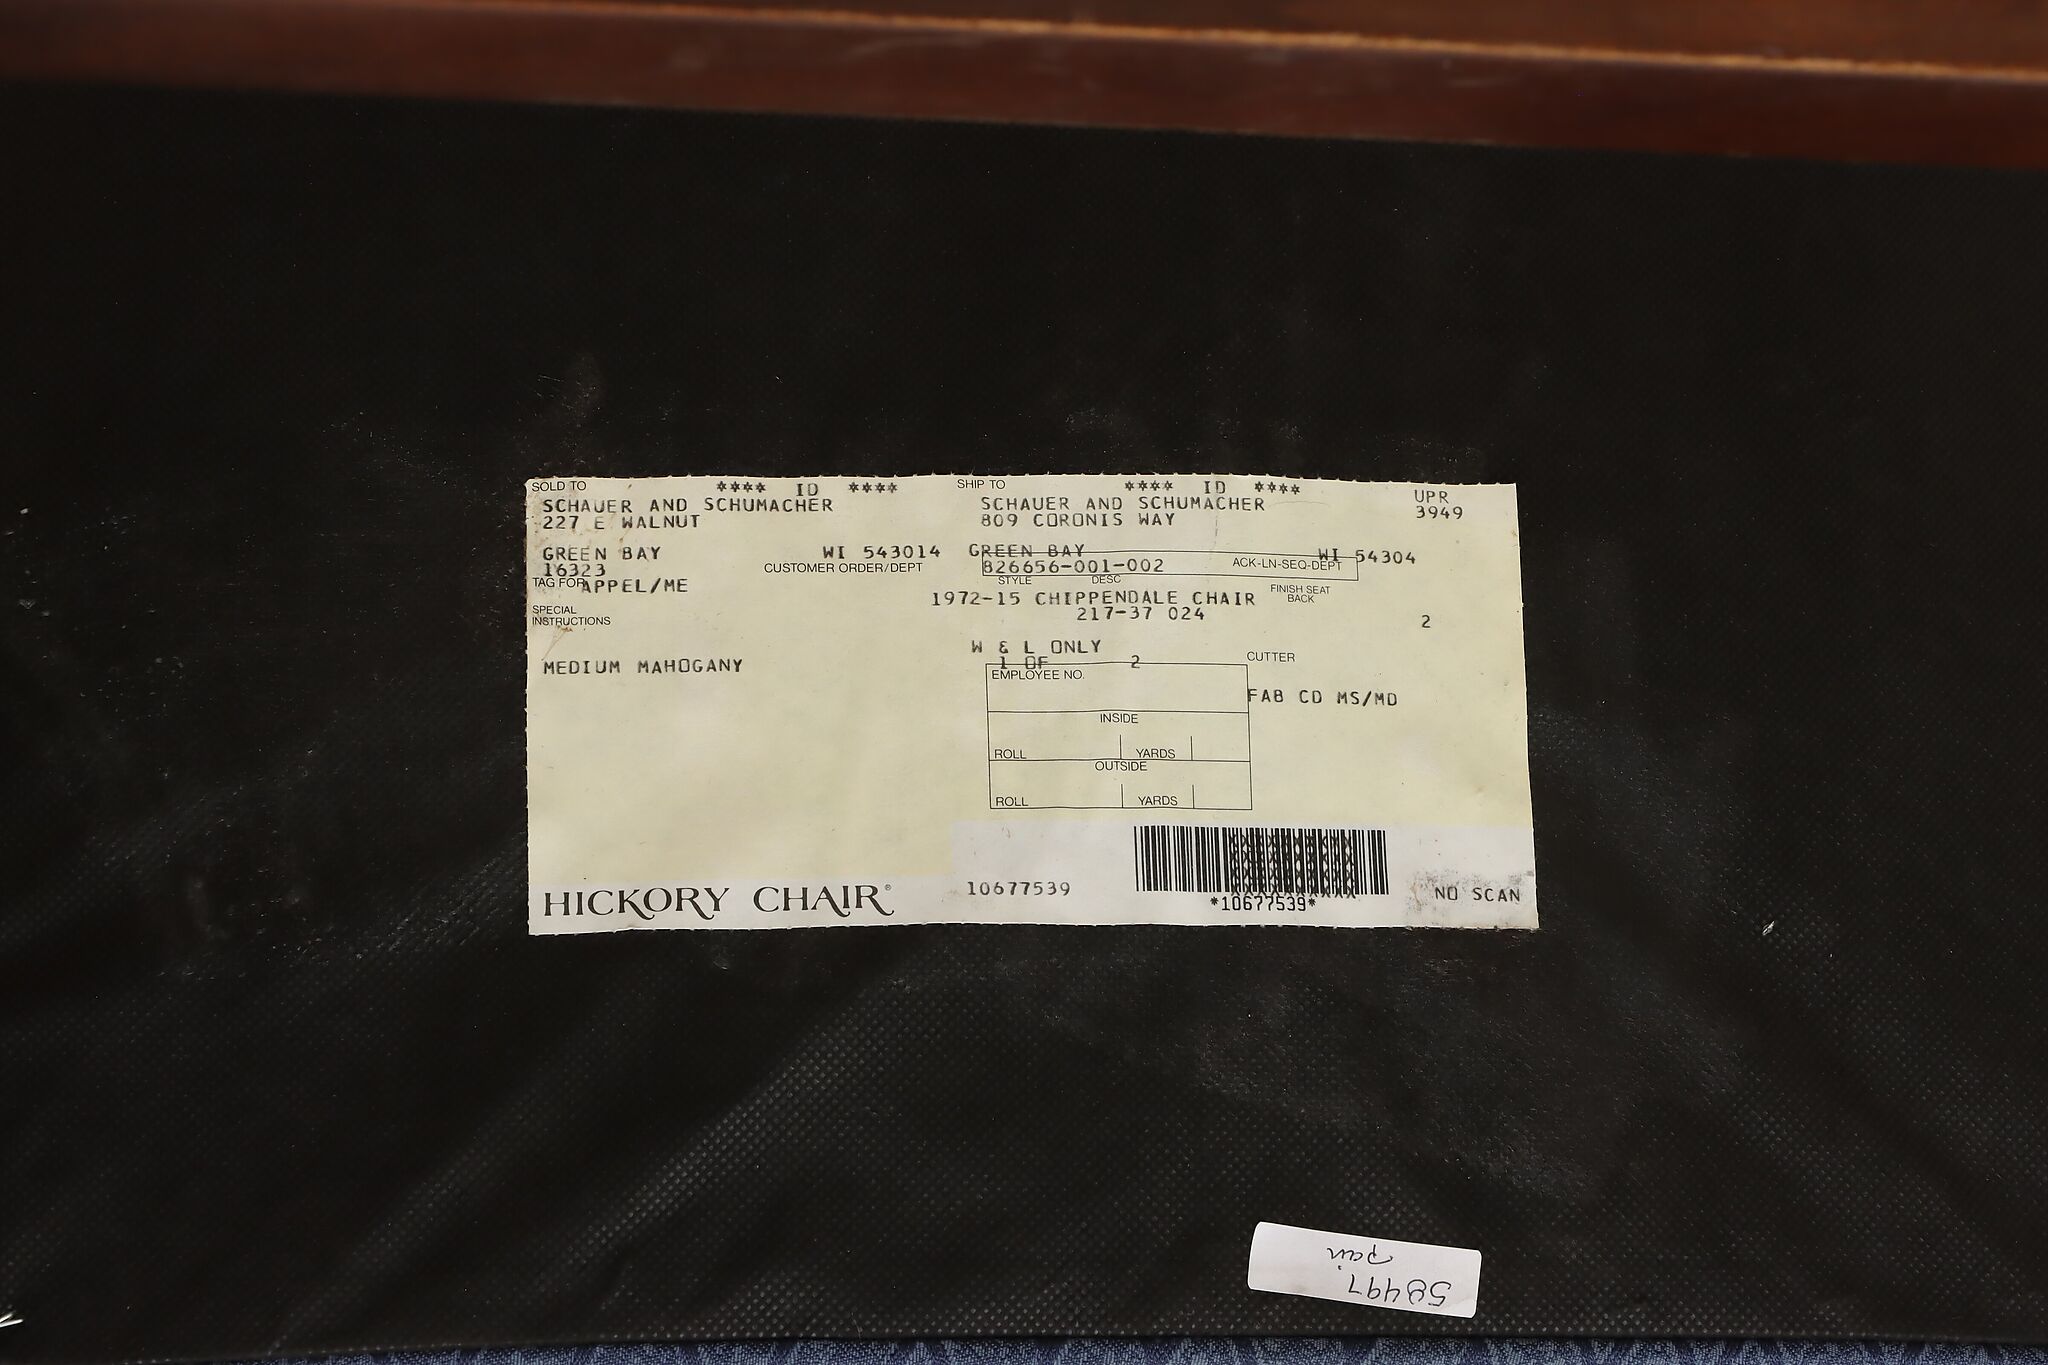 SOLD TO **** ID ****
SCHAUER AND SCHUMACHER
227 E WALNUT
GREEN BAY WI 543014
16323 CUSTOMER ORDER/DEPT
TAG FOR APPEL/ME
SPECIAL
INSTRUCTIONS
MEDIUM MAHOGANY
SHIP TO **** ID ****
SCHAUER AND SCHUMACHER
809 CORONIS WAY
UPR
3949
GREEN BAY WI 54304
826656-001-002 ACK-LN-SEQ-DEPT
STYLE DESC
FINISH SEAT
BACK
1972-15 CHIPPENDALE CHAIR
217-37 024
2
W & L ONLY
1 OF 2
EMPLOYEE NO.
CUTTER
FAB CD MS/MD
INSIDE
ROLL YARDS
OUTSIDE
ROLL YARDS
HICKORY CHAIR®
10677539
*10677539*
NO SCAN
58497
pair